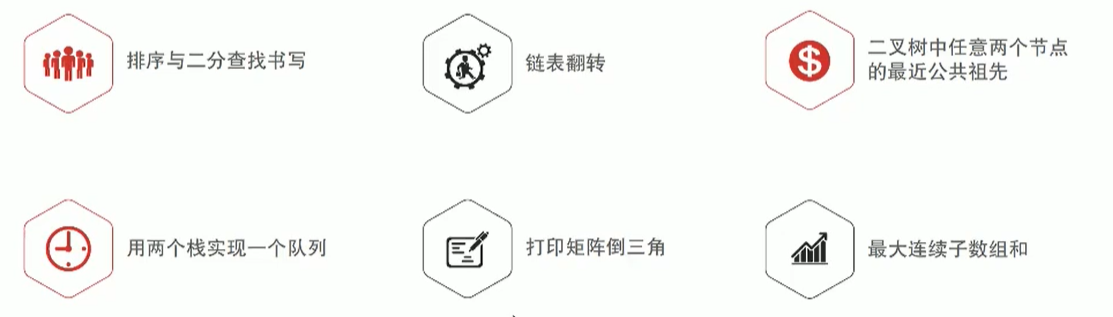 排序与二分查找书写
链表翻转
二叉树中任意两个节点
的最近公共祖先
用两个栈实现一个队列
打印矩阵倒三角
最大连续子数组和